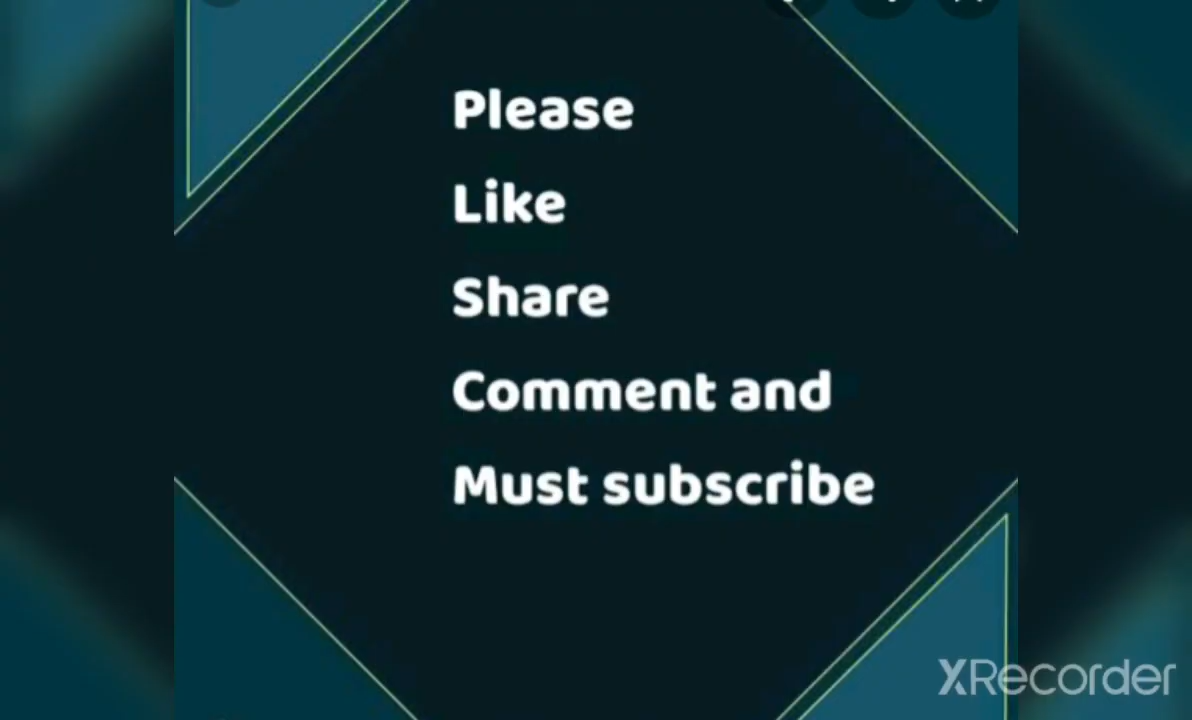 Please
Like
Share
Comment and
Must subscribe
XRecorder